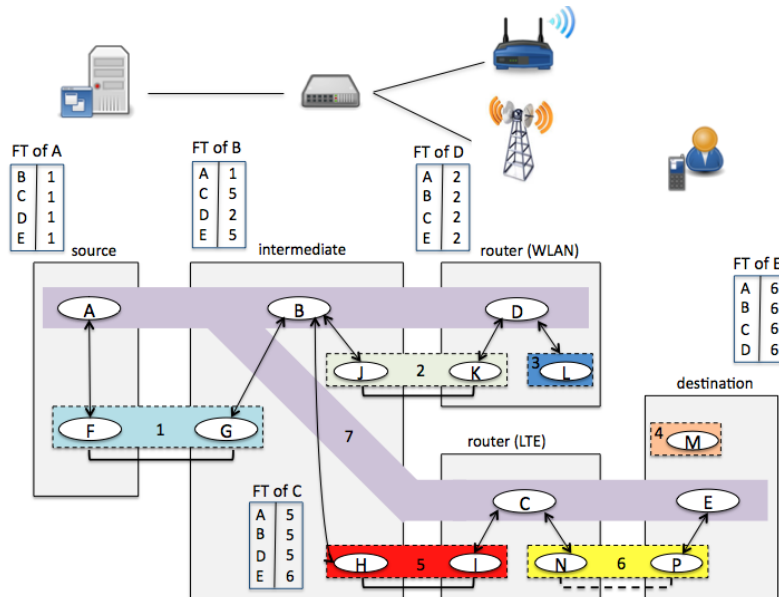 FT of A
B 1
C 1
D 1
E 1
FT of B
A 1
C 5
D 2
E 5
FT of D
A 2
B 2
C 2
E 2
FT of E
A 6
B 6
C 6
D 6
source
intermediate
router (WLAN)
destination
A
B
D
J
2
K
3
L
F
1
G
7
router (LTE)
4
M
FT of C
A 5
B 5
D 5
E 6
C
E
H
5
I
N
6
P